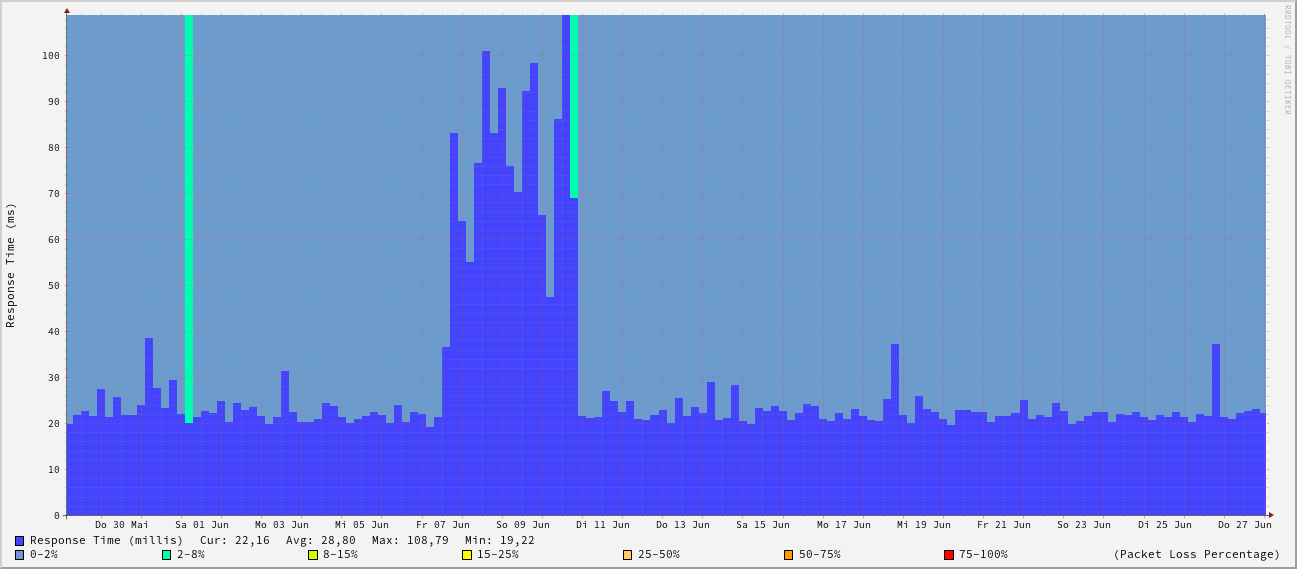 RRDTOOL / TOBI OETIKER
Response Time (ms)
100
90
80
70
60
50
40
30
20
10
0
Do 30 Mai Sa 01 Jun Mo 03 Jun Mi 05 Jun Fr 07 Jun So 09 Jun Di 11 Jun Do 13 Jun Sa 15 Jun Mo 17 Jun Mi 19 Jun Fr 21 Jun So 23 Jun Di 25 Jun Do 27 Jun
Response Time (millis) Cur: 22,16 Avg: 28,80 Max: 108,79 Min: 19,22
0-2% 2-8% 8-15% 15-25% 25-50% 50-75% 75-100% (Packet Loss Percentage)